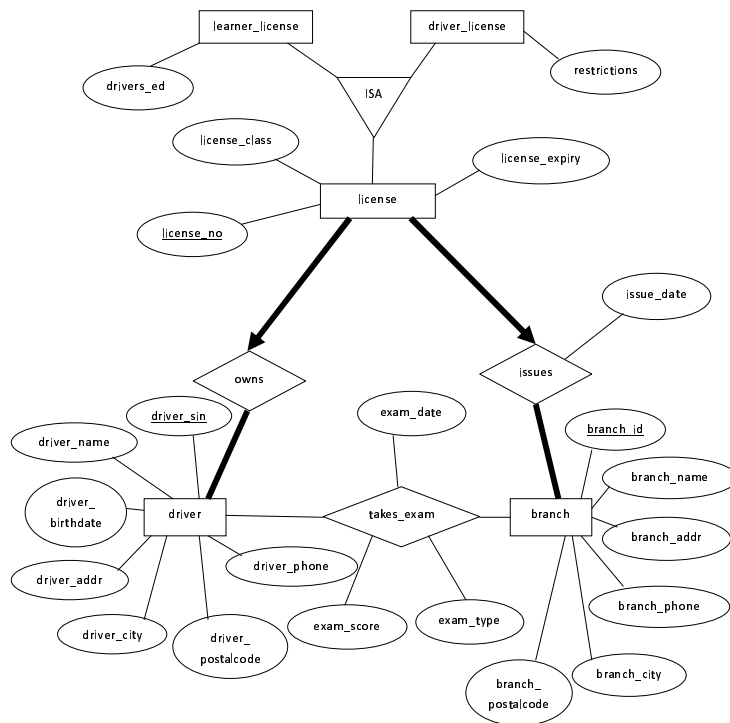 learner_license
driver_license
drivers_ed
restrictions
ISA
license_class
license_expiry
license
license_no
issue_date
owns
issues
driver_sin
exam_date
branch_id
driver_name
branch_name
driver_
birthdate
driver
takes_exam
branch
branch_addr
driver_addr
driver_phone
branch_phone
driver_city
exam_score
exam_type
driver_
postalcode
branch_city
branch_
postalcode